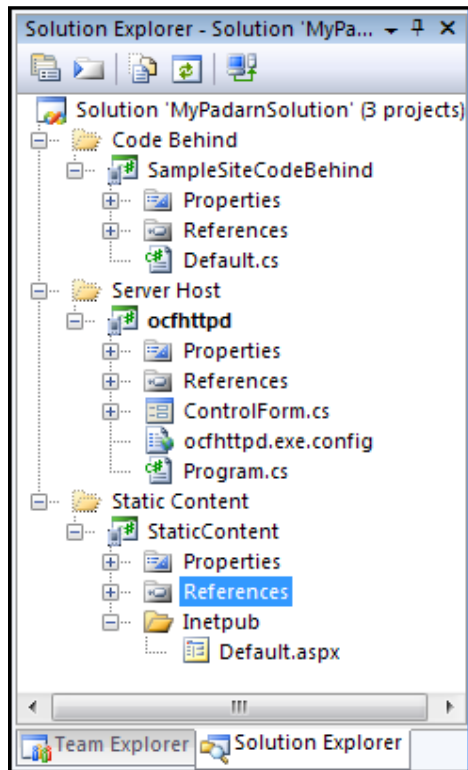 Solution Explorer - Solution 'MyPa...
Solution 'MyPadarnSolution' (3 projects)
Code Behind
SampleSiteCodeBehind
Properties
References
Default.cs
Server Host
ocfhttpd
Properties
References
ControlForm.cs
ocfhttpd.exe.config
Program.cs
Static Content
StaticContent
Properties
References
Inetpub
Default.aspx
Team Explorer Solution Explorer